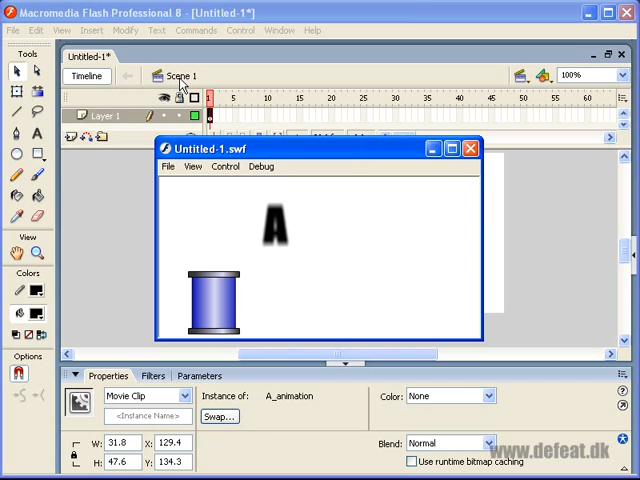 Macromedia Flash Professional 8 - [Untitled-1*]
File Edit View Insert Modify Text Commands Control Window Help
Tools
Untitled-1*
Timeline
Scene 1
100%
1 5 10 15 20 25 30 35 40 45 50 55 60
Layer 1
Untitled-1.swf
File View Control Debug
A
View
Colors
Options
Properties Filters Parameters
Movie Clip
Instance of: A_animation
Color: None
<Instance Name>
Swap...
W: 31.8 X: 129.4
H: 47.6 Y: 134.3
Blend: Normal
Use runtime bitmap caching
www.defeat.dk